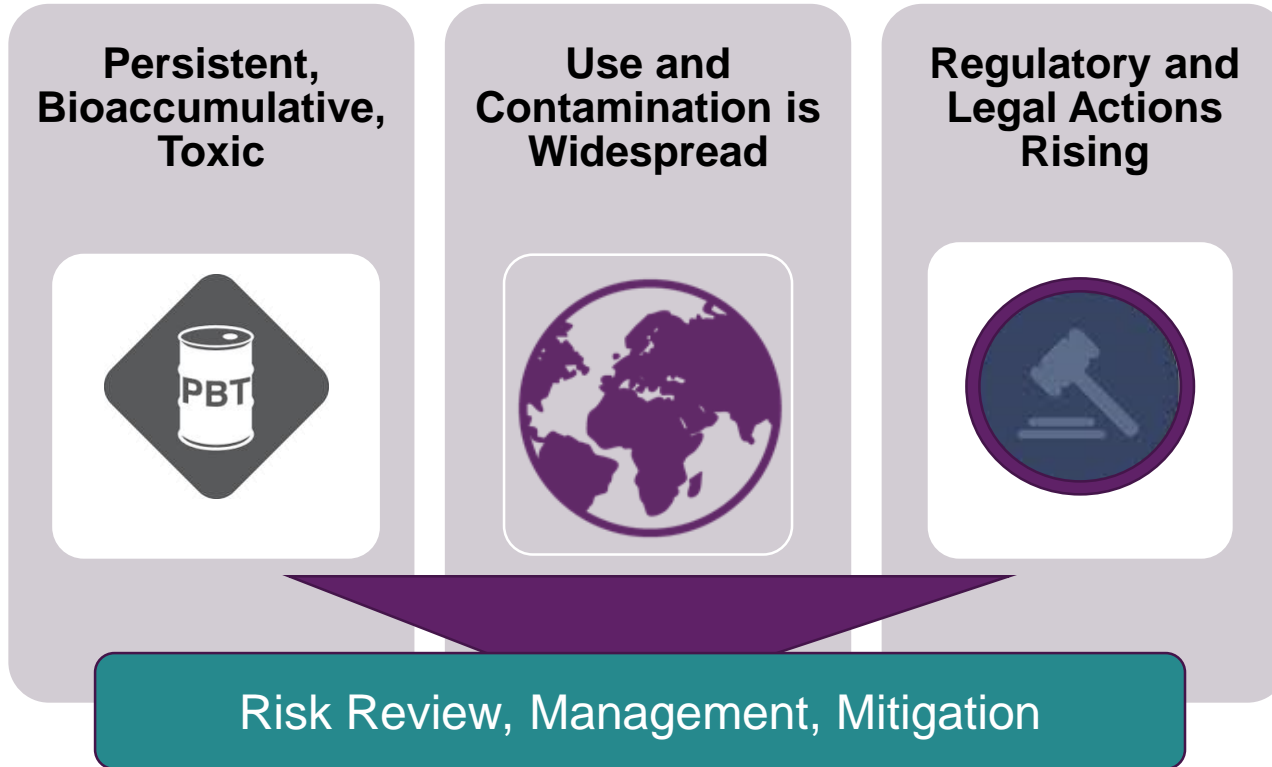 Persistent,
Bioaccumulative,
Toxic
PBT
Use and
Contamination is
Widespread
Regulatory and
Legal Actions
Rising
Risk Review, Management, Mitigation